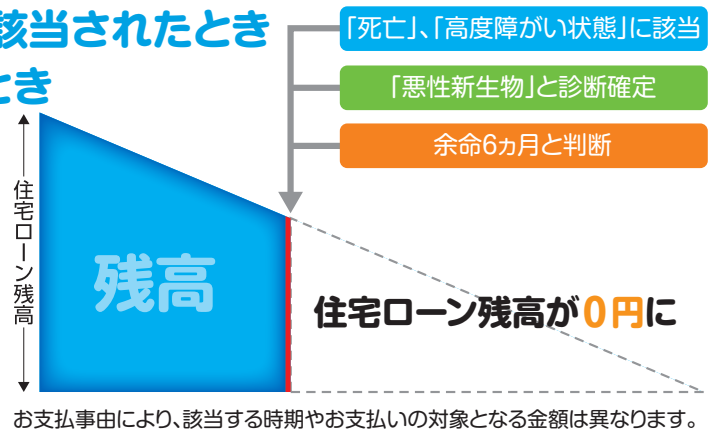 該当されたとき
とき
「死亡」、「高度障がい状態」に該当
「悪性新生物」と診断確定
余命6ヵ月と判断
住宅ローン残高
残高
住宅ローン残高が0円に
お支払事由により、該当する時期やお支払いの対象となる金額は異なります。